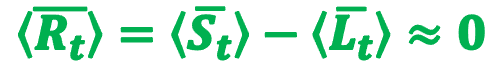 ⟨R̅ₜ⟩ = ⟨S̅ₜ⟩ − ⟨L̅ₜ⟩ ≈ 0